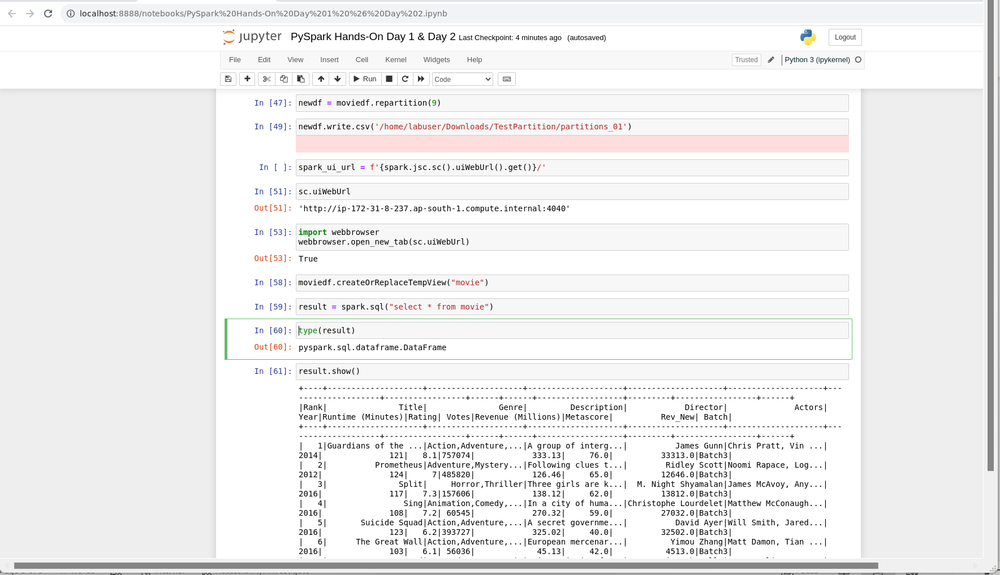 localhost:8888/notebooks/PySpark%20Hands-On%20Day%201%20%26%20Day%202.ipynb
jupyter PySpark Hands-On Day 1 & Day 2 Last Checkpoint: 4 minutes ago (autosaved) Logout
File Edit View Insert Cell Kernel Widgets Help Trusted Python 3 (ipykernel)
Run Code
In [47]: newdf = moviedf.repartition(9)
In [49]: newdf.write.csv('/home/labuser/Downloads/TestPartition/partitions_01')
In [ ]: spark_ui_url = f'{spark.jsc.sc().uiWebUrl().get()}/'
In [51]: sc.uiWebUrl
Out[51]: 'http://ip-172-31-8-237.ap-south-1.compute.internal:4040'
In [53]: import webbrowser
webbrowser.open_new_tab(sc.uiWebUrl)
Out[53]: True
In [58]: moviedf.createOrReplaceTempView("movie")
In [59]: result = spark.sql("select * from movie")
In [60]: type(result)
Out[60]: pyspark.sql.dataframe.DataFrame
In [61]: result.show()
+----+--------------------+--------------------+--------------------+--------------------+--------------------+---
-----------------+-----------------+------+------+------------------+---------+-----------------+------+
|Rank|               Title|               Genre|         Description|            Director|              Actors|
Year|Runtime (Minutes)|Rating| Votes|Revenue (Millions)|Metascore|          Rev_New| Batch|
+----+--------------------+--------------------+--------------------+--------------------+--------------------+---
-----------------+-----------------+------+------+------------------+---------+-----------------+------+
|   1|Guardians of the ...|Action,Adventure,...|A group of interg...|          James Gunn|Chris Pratt, Vin ...|
2014|              121|   8.1|757074|            333.13|     76.0|          33313.0|Batch3|
|   2|          Prometheus|Adventure,Mystery...|Following clues t...|        Ridley Scott|Noomi Rapace, Log...|
2012|              124|     7|485820|            126.46|     65.0|          12646.0|Batch3|
|   3|               Split|     Horror,Thriller|Three girls are k...|  M. Night Shyamalan|James McAvoy, Any...|
2016|              117|   7.3|157606|            138.12|     62.0|          13812.0|Batch3|
|   4|                Sing|Animation,Comedy,...|In a city of huma...|Christophe Lourdelet|Matthew McConaugh...|
2016|              108|   7.2| 60545|            270.32|     59.0|          27032.0|Batch3|
|   5|       Suicide Squad|Action,Adventure,...|A secret governme...|          David Ayer|Will Smith, Jared...|
2016|              123|   6.2|393727|            325.02|     40.0|          32502.0|Batch3|
|   6|      The Great Wall|Action,Adventure,...|European mercenar...|         Yimou Zhang|Matt Damon, Tian ...|
2016|              103|   6.1| 56036|             45.13|     42.0|           4513.0|Batch3|